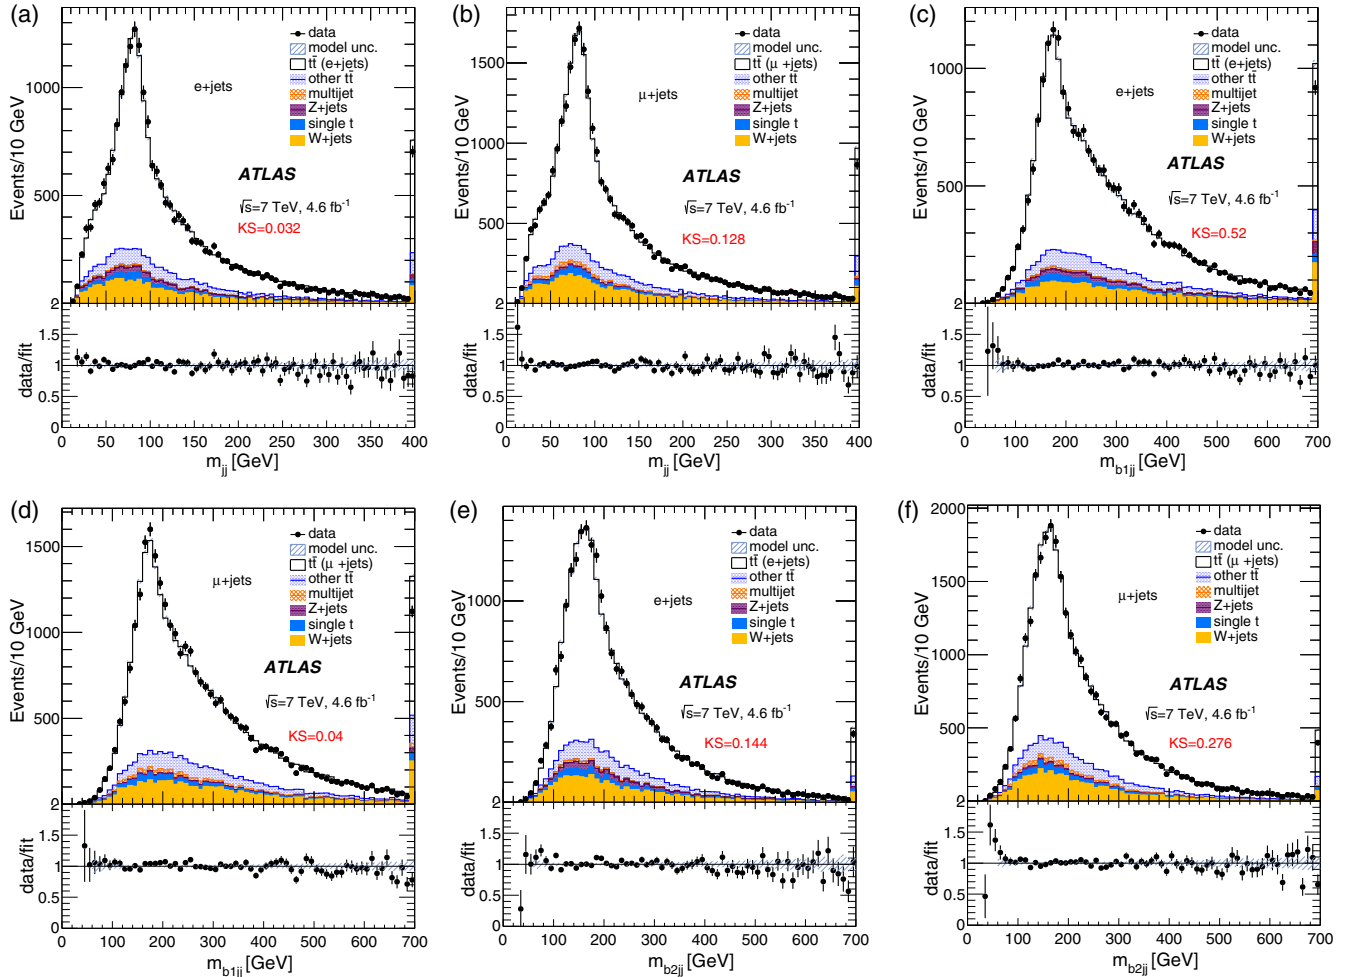 (a)
Events/10 GeV
1000
500
data
model unc.
tt̄ (e+jets)
other tt̄
multijet
Z+jets
single t
W+jets
e+jets
ATLAS
√s=7 TeV, 4.6 fb⁻¹
KS=0.032
data/fit
2
1.5
1
0.5
0
0 50 100 150 200 250 300 350 400
m_jj [GeV]
(b)
Events/10 GeV
1500
1000
500
data
model unc.
tt̄ (μ +jets)
other tt̄
multijet
Z+jets
single t
W+jets
μ+jets
ATLAS
√s=7 TeV, 4.6 fb⁻¹
KS=0.128
data/fit
2
1.5
1
0.5
0
0 50 100 150 200 250 300 350 400
m_jj [GeV]
(c)
Events/10 GeV
1000
500
data
model unc.
tt̄ (e+jets)
other tt̄
multijet
Z+jets
single t
W+jets
e+jets
ATLAS
√s=7 TeV, 4.6 fb⁻¹
KS=0.52
data/fit
2
1.5
1
0.5
0
0 100 200 300 400 500 600 700
m_b1jj [GeV]
(d)
Events/10 GeV
1500
1000
500
data
model unc.
tt̄ (μ +jets)
other tt̄
multijet
Z+jets
single t
W+jets
μ+jets
ATLAS
√s=7 TeV, 4.6 fb⁻¹
KS=0.04
data/fit
2
1.5
1
0.5
0
0 100 200 300 400 500 600 700
m_b1jj [GeV]
(e)
Events/10 GeV
1000
500
data
model unc.
tt̄ (e+jets)
other tt̄
multijet
Z+jets
single t
W+jets
e+jets
ATLAS
√s=7 TeV, 4.6 fb⁻¹
KS=0.144
data/fit
2
1.5
1
0.5
0
0 100 200 300 400 500 600 700
m_b2jj [GeV]
(f)
Events/10 GeV
2000
1500
1000
500
data
model unc.
tt̄ (μ +jets)
other tt̄
multijet
Z+jets
single t
W+jets
μ+jets
ATLAS
√s=7 TeV, 4.6 fb⁻¹
KS=0.276
data/fit
2
1.5
1
0.5
0
0 100 200 300 400 500 600 700
m_b2jj [GeV]